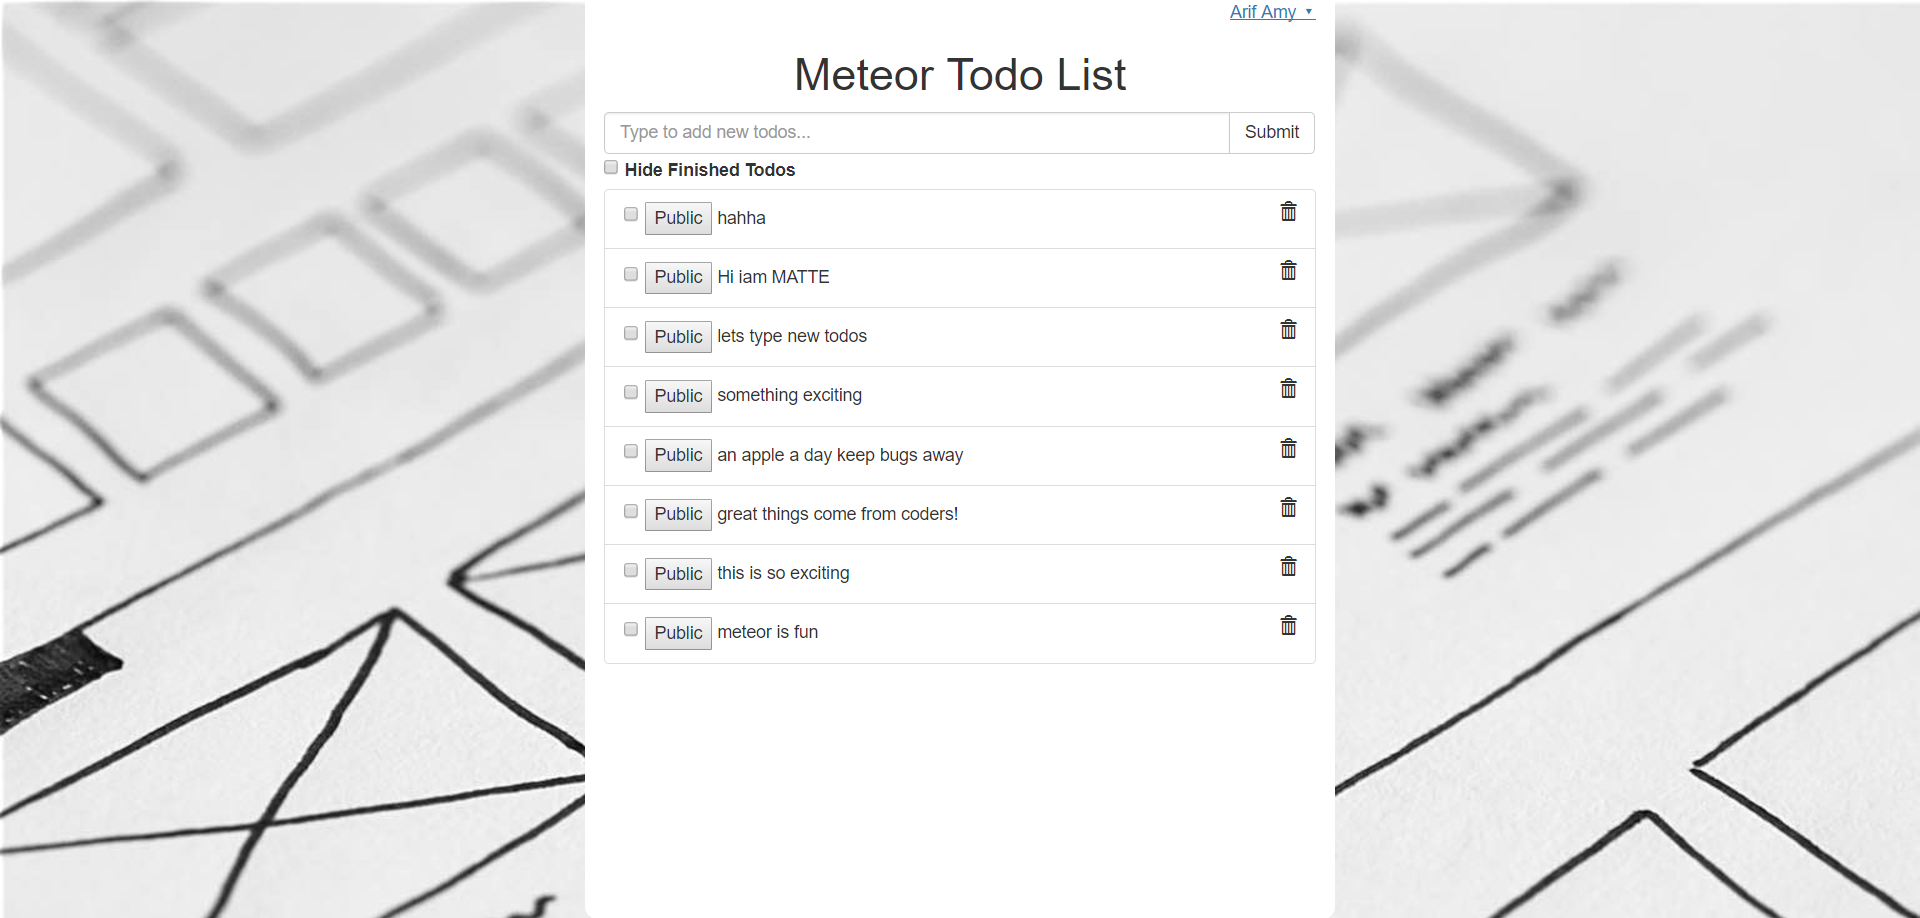 Arif Amy ▼
Meteor Todo List
Type to add new todos... Submit
Hide Finished Todos
Public hahha
Public Hi iam MATTE
Public lets type new todos
Public something exciting
Public an apple a day keep bugs away
Public great things come from coders!
Public this is so exciting
Public meteor is fun